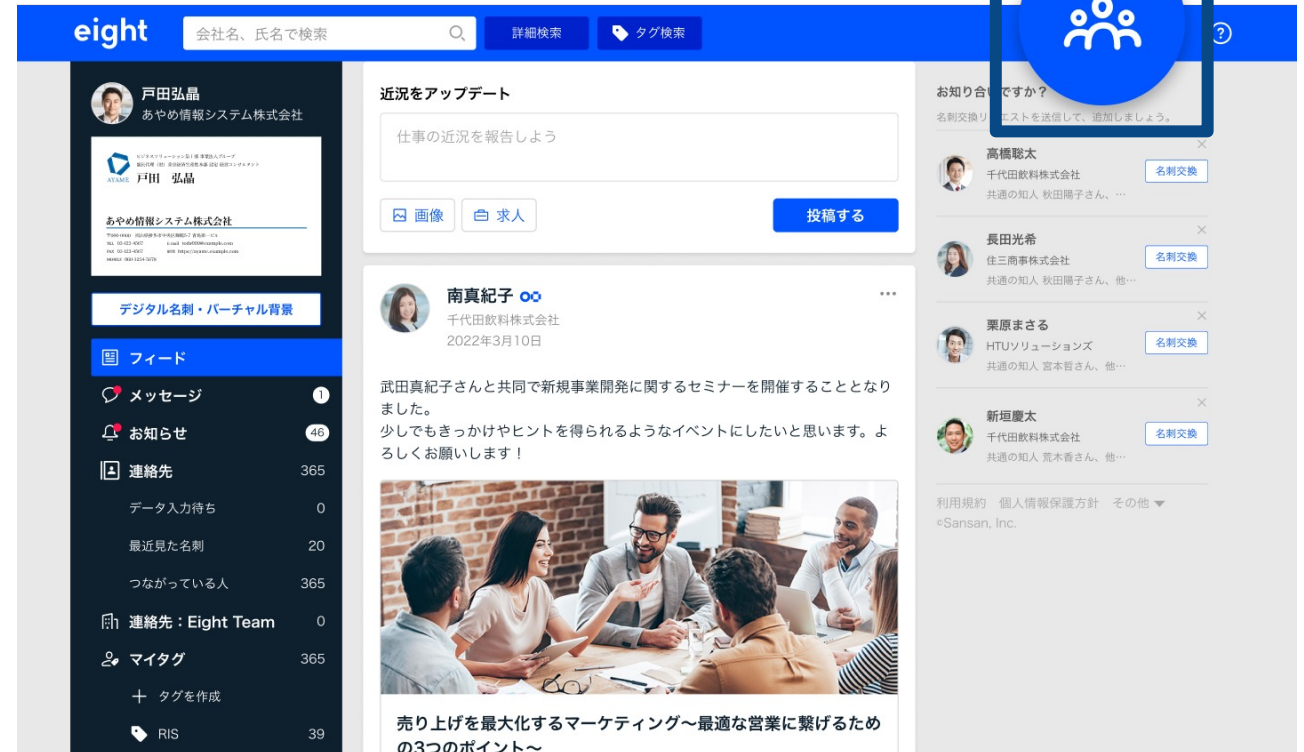 eight
会社名、氏名で検索
詳細検索
タグ検索
戸田弘晶
あやめ情報システム株式会社
AYAME
戸田 弘晶
あやめ情報システム株式会社
デジタル名刺・バーチャル背景
フィード
メッセージ 1
お知らせ 46
連絡先 365
データ入力待ち 0
最近見た名刺 20
つながっている人 365
連絡先：Eight Team 0
マイタグ 365
＋ タグを作成
RIS 39
近況をアップデート
仕事の近況を報告しよう
画像
求人
投稿する
南真紀子
千代田飲料株式会社
2022年3月10日
武田真紀子さんと共同で新規事業開発に関するセミナーを開催することとなり
ました。
少しでもきっかけやヒントを得られるようなイベントにしたいと思います。よ
ろしくお願いします！
売り上げを最大化するマーケティング〜最適な営業に繋げるため
の3つのポイント〜
?
お知り合いですか？
名刺交換リクエストを送信して、追加しましょう。
高橋聡太
千代田飲料株式会社
共通の知人 秋田陽子さん、…
名刺交換
長田光希
住三商事株式会社
共通の知人 秋田陽子さん、他…
名刺交換
栗原まさる
HTUソリューションズ
共通の知人 宮本哲さん、他…
名刺交換
新垣慶太
千代田飲料株式会社
共通の知人 荒木香さん、他…
名刺交換
利用規約 個人情報保護方針 その他
©Sansan, Inc.